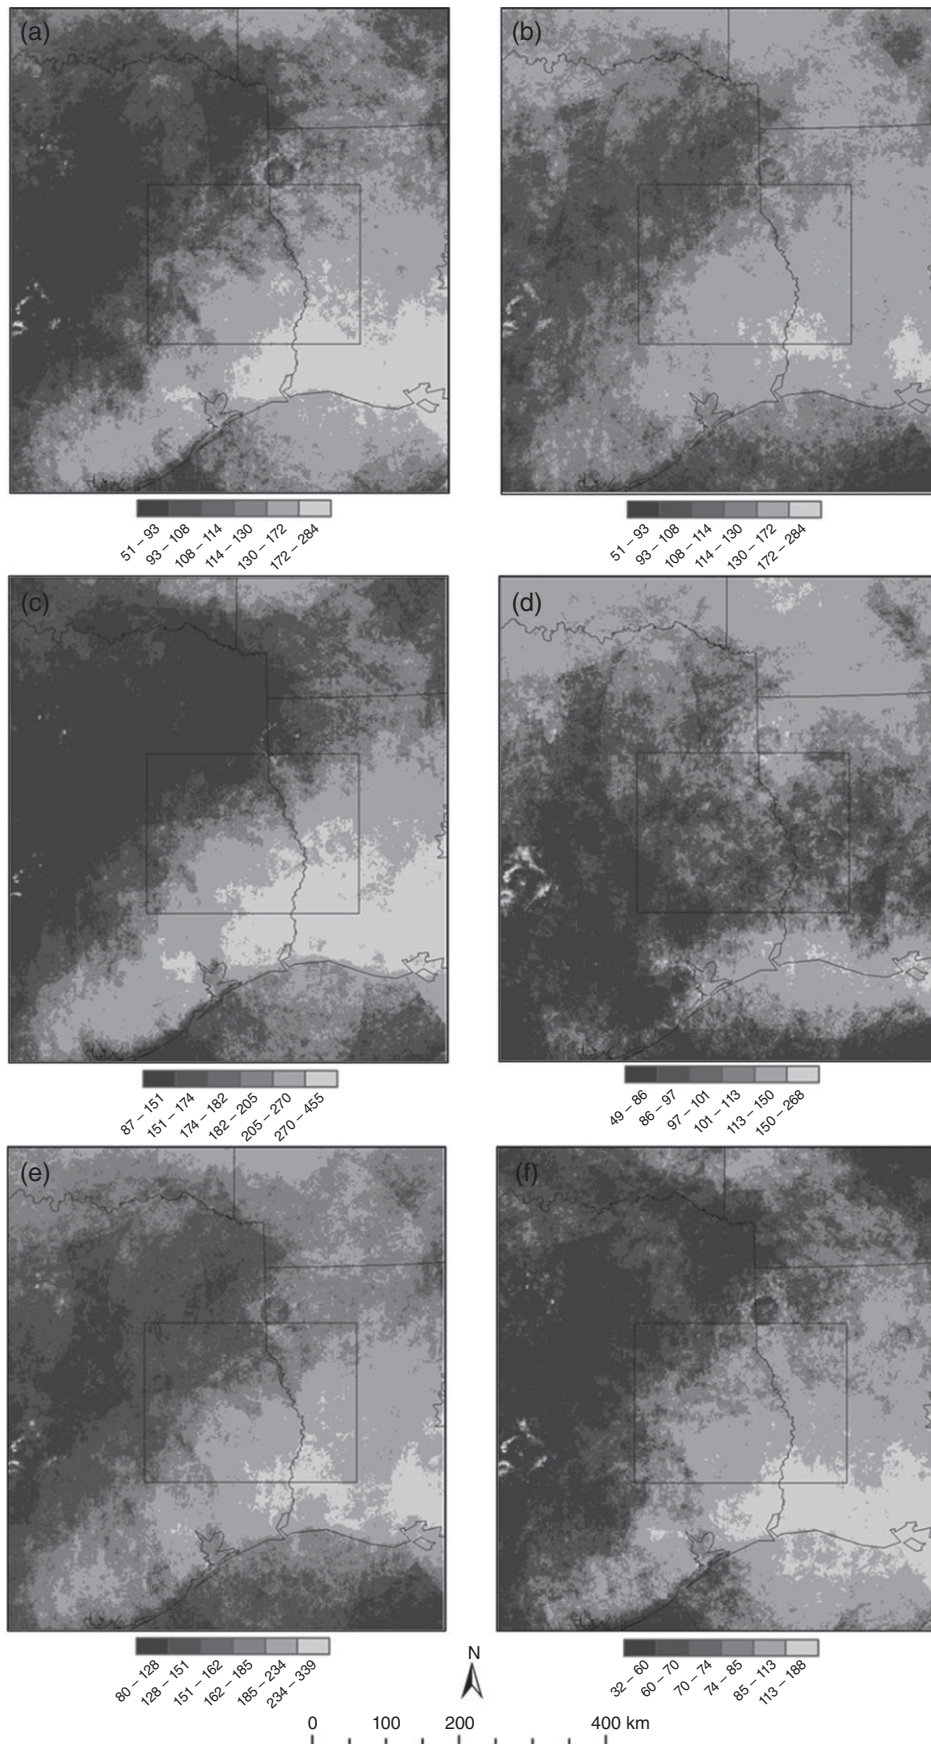 (a)
(b)
51 – 93
93 – 108
108 – 114
114 – 130
130 – 172
172 – 284
51 – 93
93 – 108
108 – 114
114 – 130
130 – 172
172 – 284
(c)
(d)
87 – 151
151 – 174
174 – 182
182 – 205
205 – 270
270 – 455
49 – 86
86 – 97
97 – 101
101 – 113
113 – 150
150 – 268
(e)
(f)
80 – 128
128 – 151
151 – 162
162 – 185
185 – 234
234 – 339
N
32 – 60
60 – 70
70 – 74
74 – 85
85 – 113
113 – 188
0 100 200 400 km